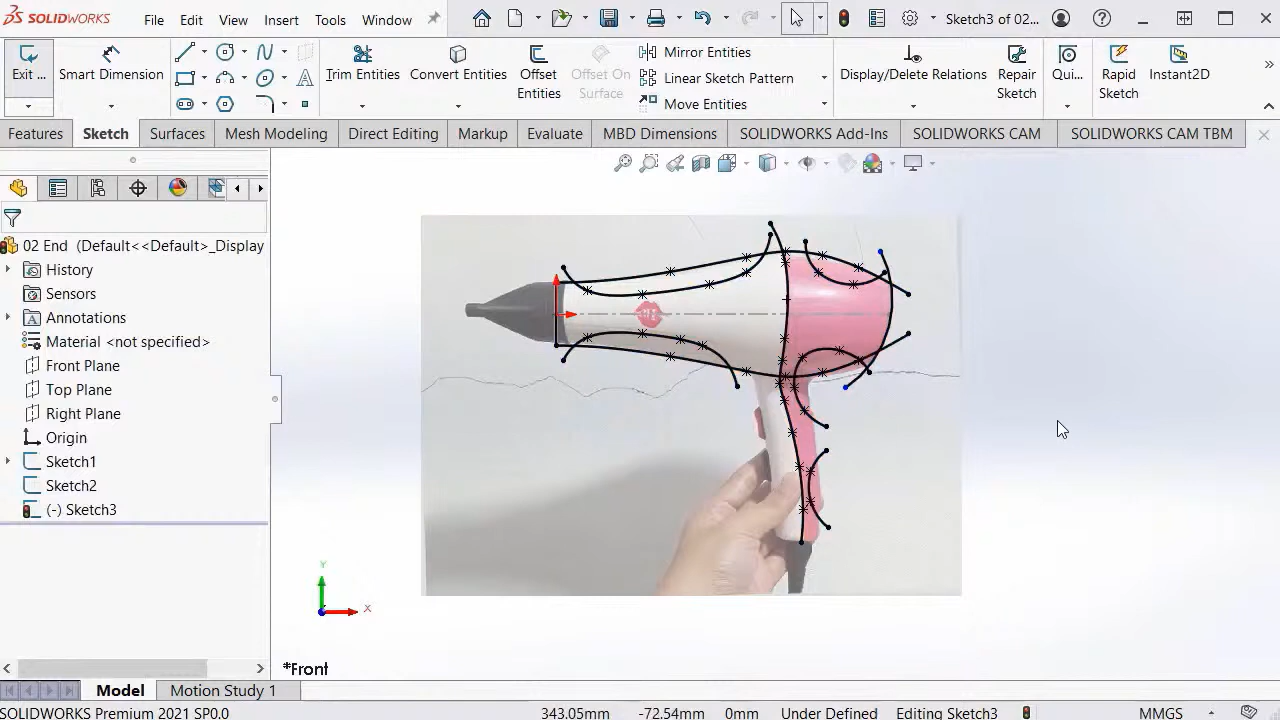 SOLIDWORKS File Edit View Insert Tools Window Sketch3 of 02...
Exit ... Smart Dimension Trim Entities Convert Entities Offset Entities Offset On Surface Mirror Entities Linear Sketch Pattern Move Entities Display/Delete Relations Repair Sketch Qui... Rapid Sketch Instant2D
Features Sketch Surfaces Mesh Modeling Direct Editing Markup Evaluate MBD Dimensions SOLIDWORKS Add-Ins SOLIDWORKS CAM SOLIDWORKS CAM TBM
02 End (Default<<Default>_Display
History
Sensors
Annotations
Material <not specified>
Front Plane
Top Plane
Right Plane
Origin
Sketch1
Sketch2
(-) Sketch3
Y
X
*Front
Model Motion Study 1
SOLIDWORKS Premium 2021 SP0.0 343.05mm -72.54mm 0mm Under Defined Editing Sketch3 MMGS